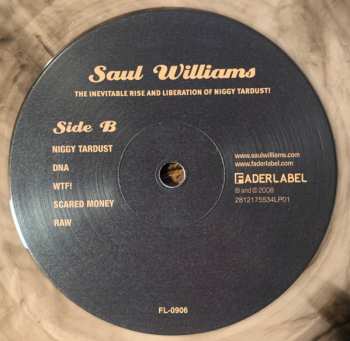 Saul Williams
THE INEVITABLE RISE AND LIBERATION OF NIGGY TARDUST!
Side B
NIGGY TARDUST
DNA
WTF!
SCARED MONEY
RAW
www.saulwilliams.com
www.faderlabel.com
FADERLABEL
℗ and © 2008
2812175534LP01
FL-0906